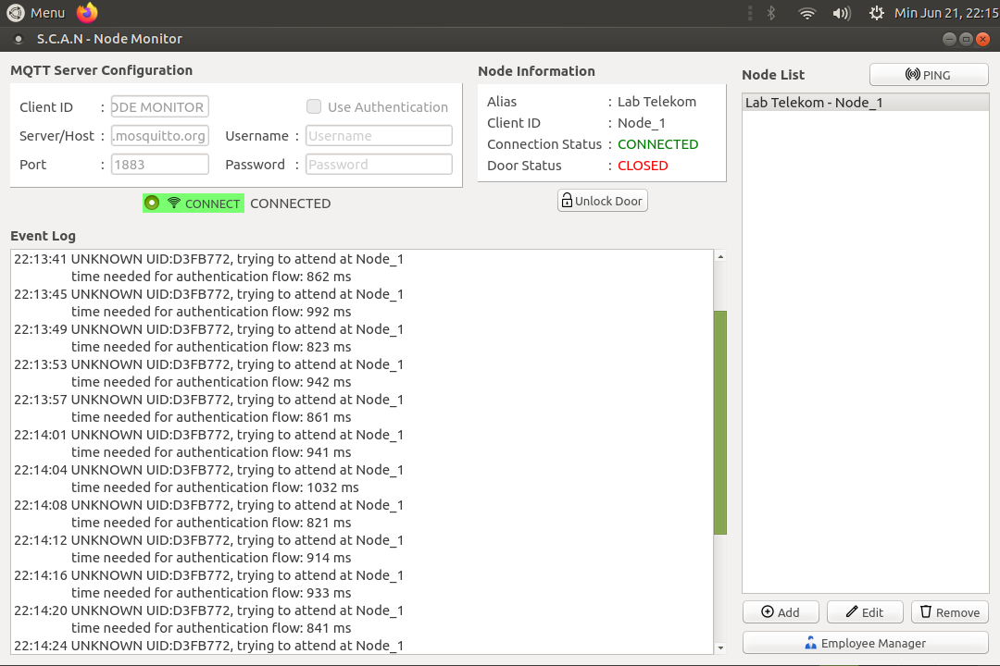 Menu
Min Jun 21, 22:15
S.C.A.N - Node Monitor
MQTT Server Configuration
Client ID : ODE MONITOR
Use Authentication
Server/Host : .mosquitto.org
Username : Username
Port : 1883
Password : Password
CONNECT CONNECTED
Node Information
Alias : Lab Telekom
Client ID : Node_1
Connection Status : CONNECTED
Door Status : CLOSED
Unlock Door
Node List
PING
Lab Telekom - Node_1
Event Log
22:13:41 UNKNOWN UID:D3FB772, trying to attend at Node_1
time needed for authentication flow: 862 ms
22:13:45 UNKNOWN UID:D3FB772, trying to attend at Node_1
time needed for authentication flow: 992 ms
22:13:49 UNKNOWN UID:D3FB772, trying to attend at Node_1
time needed for authentication flow: 823 ms
22:13:53 UNKNOWN UID:D3FB772, trying to attend at Node_1
time needed for authentication flow: 942 ms
22:13:57 UNKNOWN UID:D3FB772, trying to attend at Node_1
time needed for authentication flow: 861 ms
22:14:01 UNKNOWN UID:D3FB772, trying to attend at Node_1
time needed for authentication flow: 941 ms
22:14:04 UNKNOWN UID:D3FB772, trying to attend at Node_1
time needed for authentication flow: 1032 ms
22:14:08 UNKNOWN UID:D3FB772, trying to attend at Node_1
time needed for authentication flow: 821 ms
22:14:12 UNKNOWN UID:D3FB772, trying to attend at Node_1
time needed for authentication flow: 914 ms
22:14:16 UNKNOWN UID:D3FB772, trying to attend at Node_1
time needed for authentication flow: 933 ms
22:14:20 UNKNOWN UID:D3FB772, trying to attend at Node_1
time needed for authentication flow: 841 ms
22:14:24 UNKNOWN UID:D3FB772, trying to attend at Node_1
Add
Edit
Remove
Employee Manager